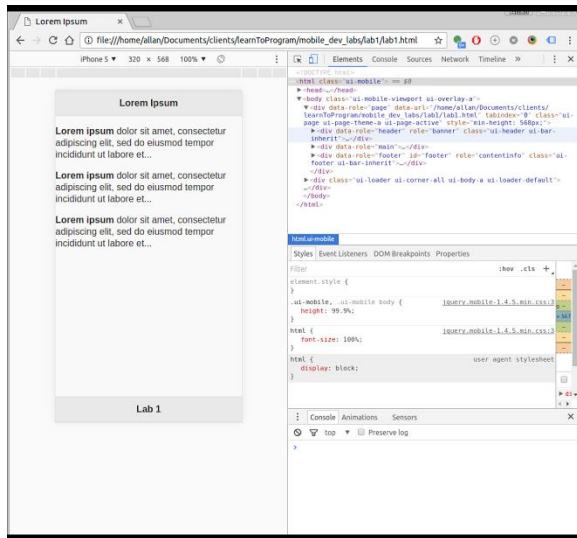 Lorem Ipsum
file:///home/allan/Documents/clients/learnToProgram/mobile_dev_labs/lab1/lab1.html
iPhone 5 ▼ 320 × 568 100% ▼
Lorem Ipsum
Lorem ipsum dolor sit amet, consectetur
adipiscing elit, sed do eiusmod tempor
incididunt ut labore et...
Lorem ipsum dolor sit amet, consectetur
adipiscing elit, sed do eiusmod tempor
incididunt ut labore et...
Lorem ipsum dolor sit amet, consectetur
adipiscing elit, sed do eiusmod tempor
incididunt ut labore et...
Lab 1
Elements Console Sources Network Timeline »
<!DOCTYPE html>
<html class="ui-mobile"> == $0
▶<head>…</head>
▼<body class="ui-mobile-viewport ui-overlay-a">
▼<div data-role="page" data-url="/home/allan/Documents/clients/
learnToProgram/mobile_dev_labs/lab1/lab1.html" tabindex="0" class="ui-
page ui-page-theme-a ui-page-active" style="min-height: 568px;">
▶<div data-role="header" role="banner" class="ui-header ui-bar-
inherit">…</div>
▶<div data-role="main">…</div>
▶<div data-role="footer" id="footer" role="contentinfo" class="ui-
footer ui-bar-inherit">…</div>
</div>
▶<div class="ui-loader ui-corner-all ui-body-a ui-loader-default">
…</div>
</body>
</html>
html.ui-mobile
Styles Event Listeners DOM Breakpoints Properties
Filter :hov .cls +
element.style {
}
.ui-mobile, .ui-mobile body { jquery.mobile-1.4.5.min.css:3
height: 99.9%;
}
html { jquery.mobile-1.4.5.min.css:3
font-size: 100%;
}
html { user agent stylesheet
display: block;
}
Console Animations Sensors
top ▼ Preserve log
>